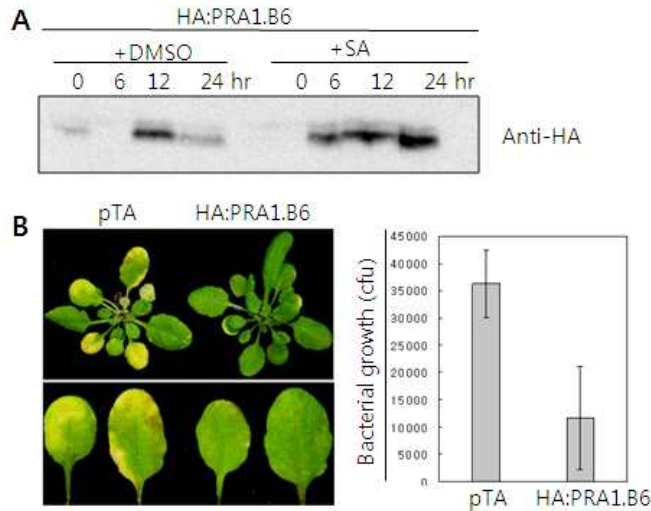 A
HA:PRA1.B6
+DMSO +SA
0 6 12 24 hr 0 6 12 24 hr
Anti-HA
B
pTA HA:PRA1.B6
Bacterial growth (cfu)
45000
40000
35000
30000
25000
20000
15000
10000
5000
0
pTA HA:PRA1.B6